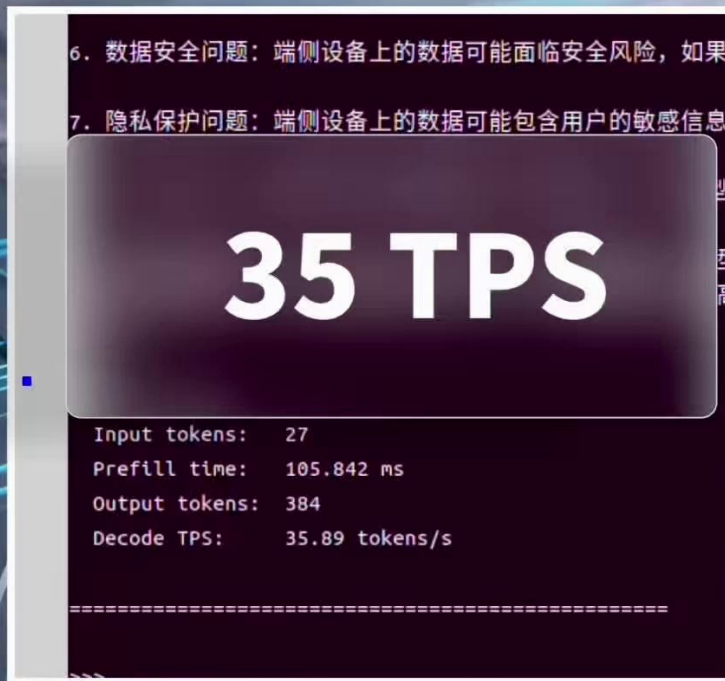 6. 数据安全问题：端侧设备上的数据可能面临安全风险，如果
7. 隐私保护问题：端侧设备上的数据可能包含用户的敏感信息
35 TPS
Input tokens: 27
Prefill time: 105.842 ms
Output tokens: 384
Decode TPS: 35.89 tokens/s
==================================================
>>>